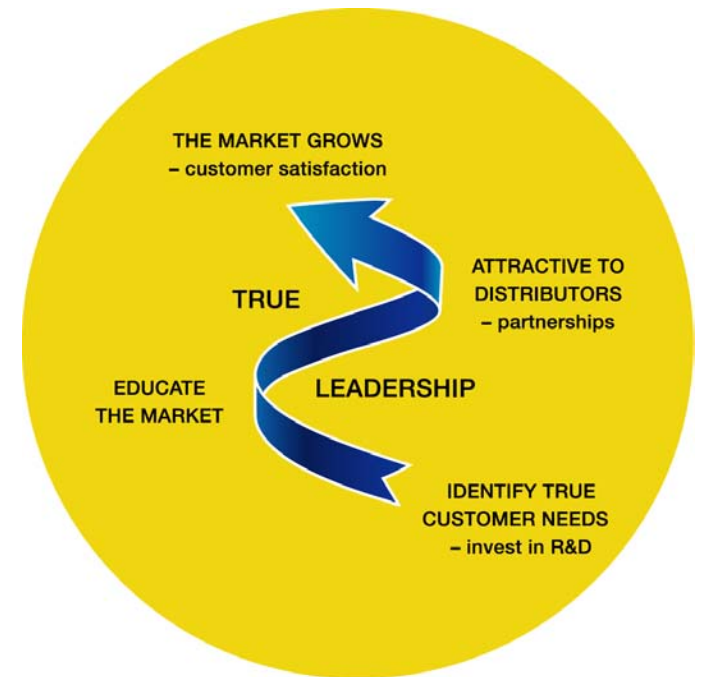 THE MARKET GROWS
– customer satisfaction
ATTRACTIVE TO
DISTRIBUTORS
– partnerships
TRUE
LEADERSHIP
EDUCATE
THE MARKET
IDENTIFY TRUE
CUSTOMER NEEDS
– invest in R&D